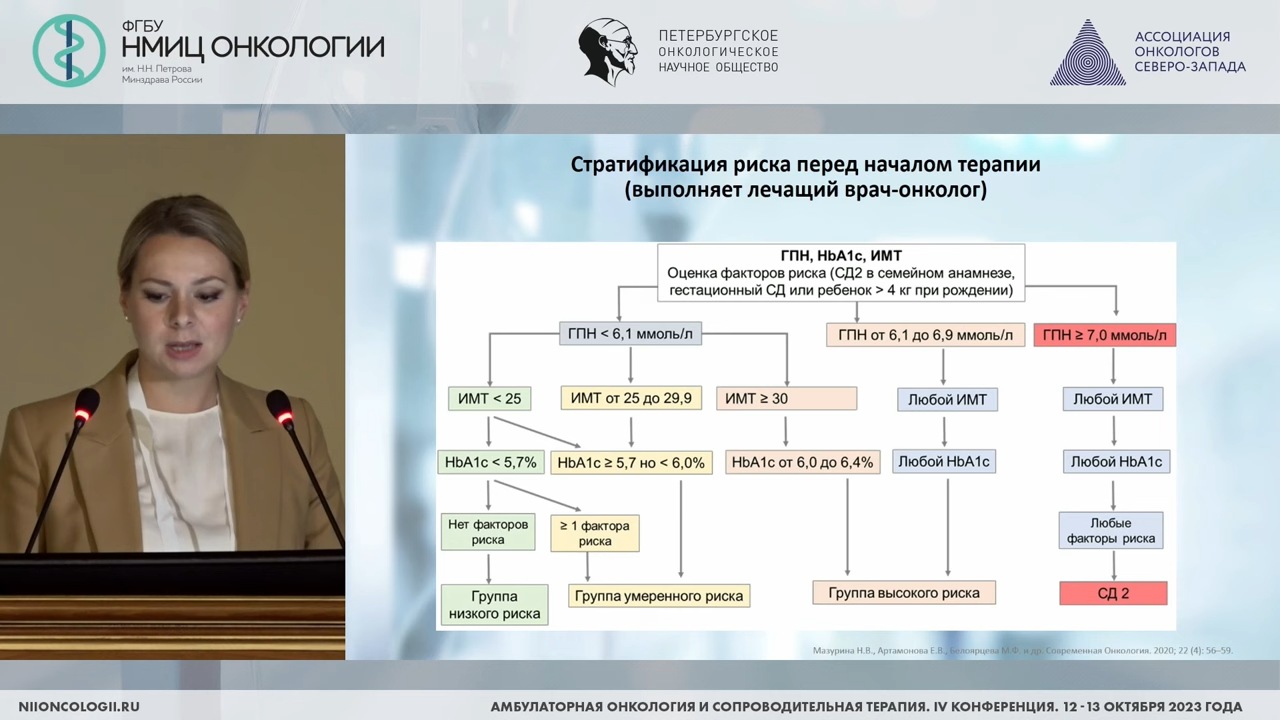 ФГБУ
НМИЦ ОНКОЛОГИИ
им. Н.Н. Петрова
Минздрава России
ПЕТЕРБУРГСКОЕ
ОНКОЛОГИЧЕСКОЕ
НАУЧНОЕ ОБЩЕСТВО
АССОЦИАЦИЯ
ОНКОЛОГОВ
СЕВЕРО-ЗАПАДА
Стратификация риска перед началом терапии
(выполняет лечащий врач-онколог)
ГПН, HbA1c, ИМТ
Оценка факторов риска (СД2 в семейном анамнезе,
гестационный СД или ребенок > 4 кг при рождении)
ГПН < 6,1 ммоль/л
ГПН от 6,1 до 6,9 ммоль/л
ГПН ≥ 7,0 ммоль/л
ИМТ < 25
ИМТ от 25 до 29,9
ИМТ ≥ 30
Любой ИМТ
Любой ИМТ
HbA1c < 5,7%
HbA1c ≥ 5,7 но < 6,0%
HbA1c от 6,0 до 6,4%
Любой HbA1c
Любой HbA1c
Нет факторов
риска
≥ 1 фактора
риска
Любые
факторы риска
Группа
низкого риска
Группа умеренного риска
Группа высокого риска
СД 2
Мазурина Н.В., Артамонова Е.В., Белоярцева М.Ф. и др. Современная Онкология. 2020; 22 (4): 56–59.
NIIONCOLOGII.RU
АМБУЛАТОРНАЯ ОНКОЛОГИЯ И СОПРОВОДИТЕЛЬНАЯ ТЕРАПИЯ. IV КОНФЕРЕНЦИЯ. 12 - 13 ОКТЯБРЯ 2023 ГОДА